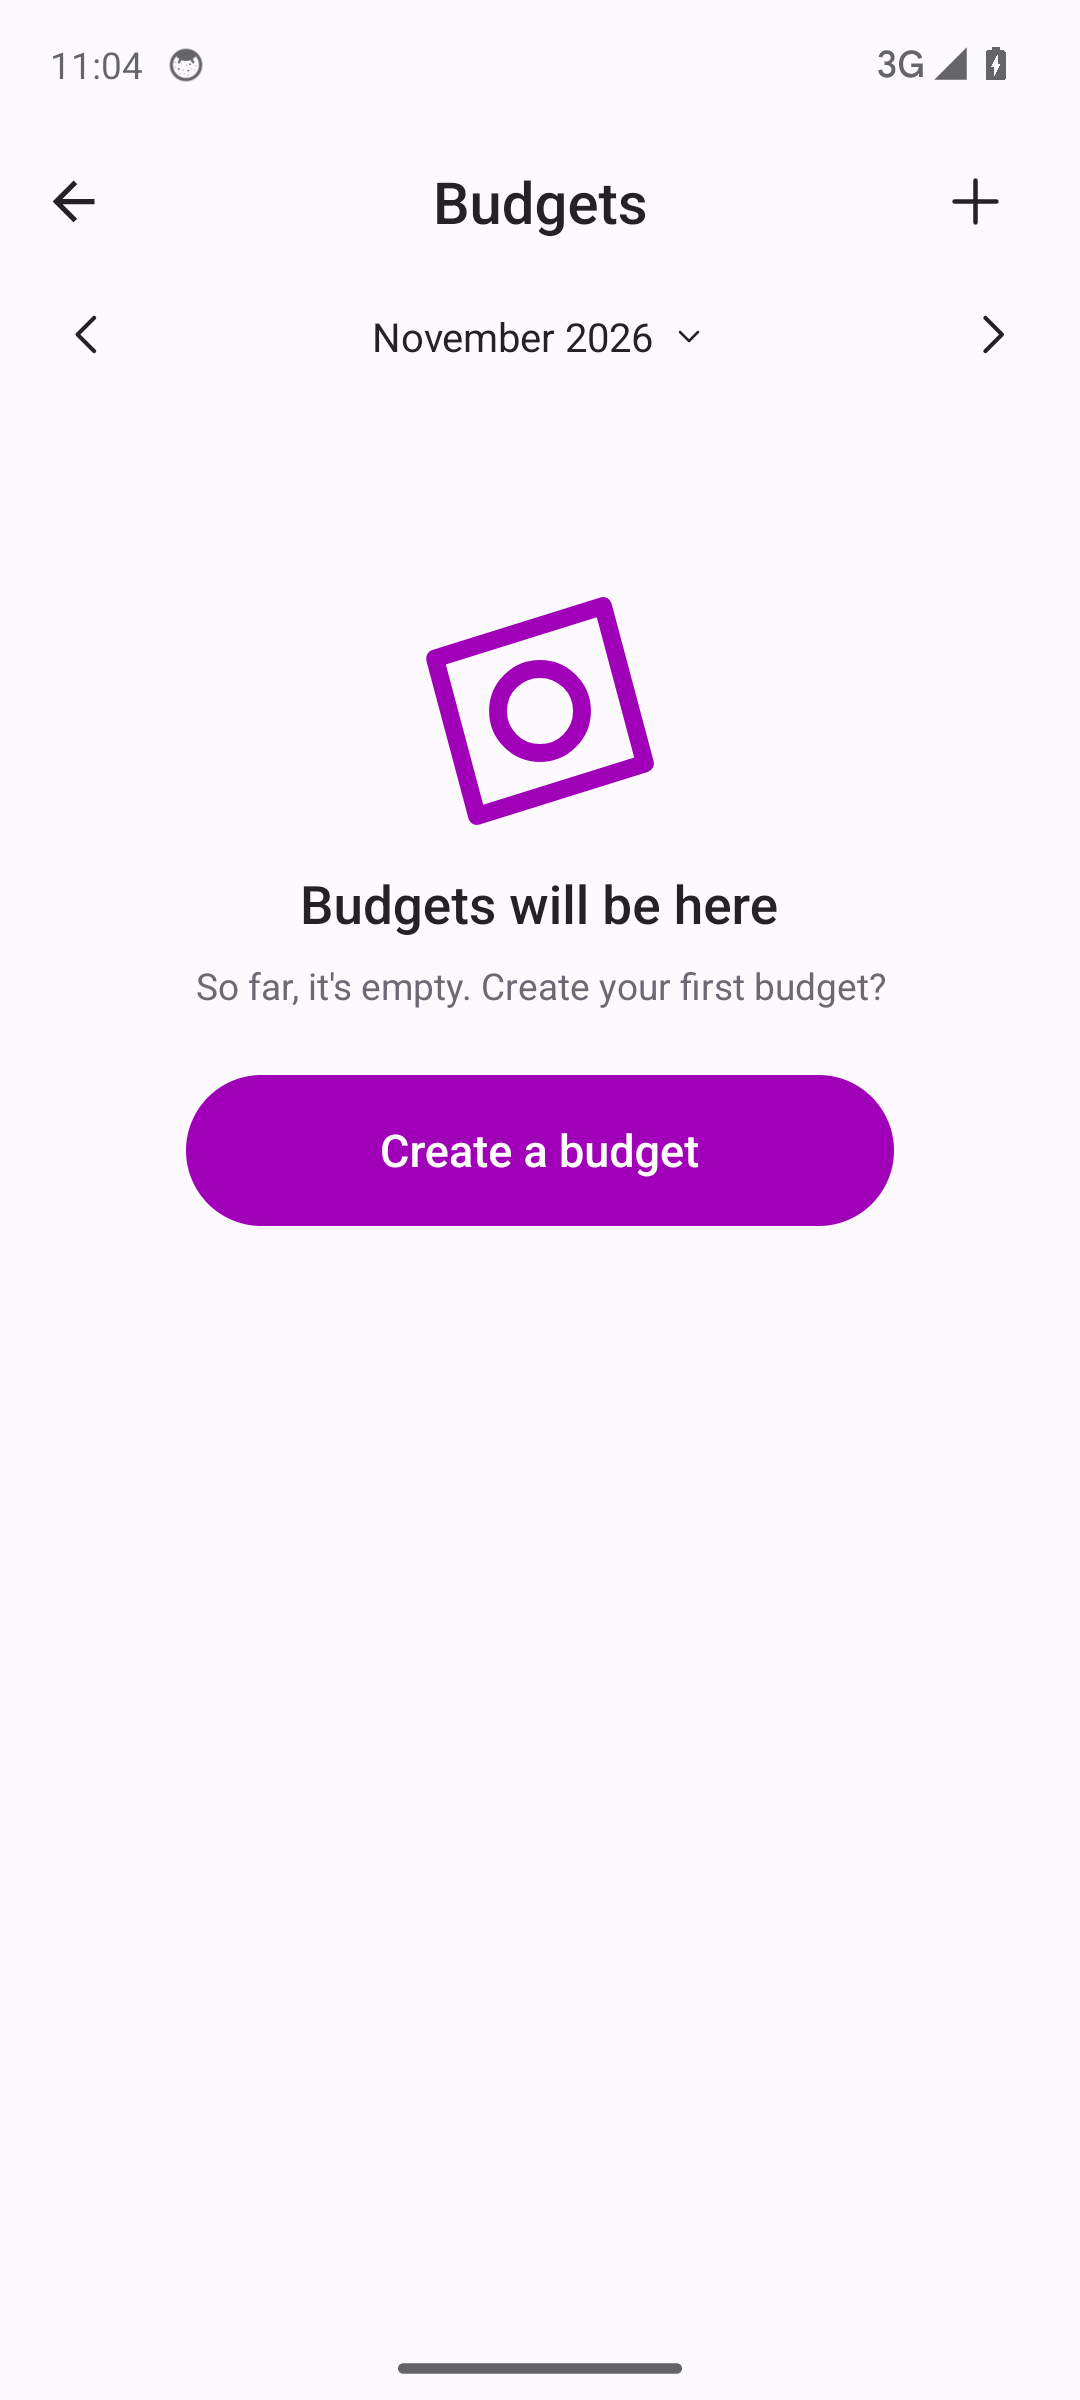 11:04
3G
Budgets
November 2026
Budgets will be here
So far, it's empty. Create your first budget?
Create a budget